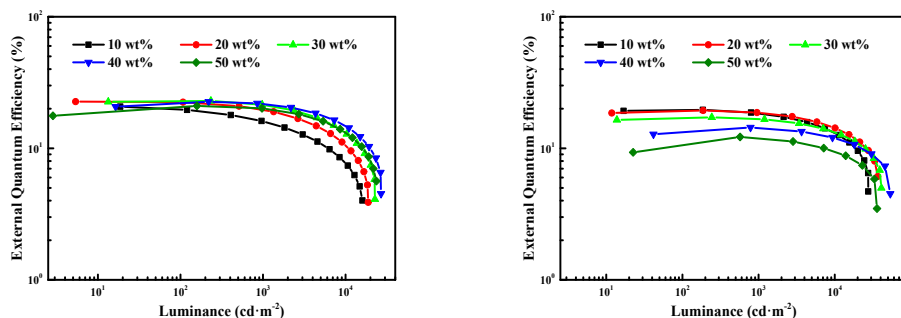 10²
10 wt% 20 wt% 30 wt%
40 wt% 50 wt%
10¹
10⁰
10¹ 10² 10³ 10⁴
External Quantum Efficiency (%)
Luminance (cd·m⁻²)
10²
10 wt% 20 wt% 30 wt%
40 wt% 50 wt%
10¹
10⁰
10¹ 10² 10³ 10⁴
External Quantum Efficiency (%)
Luminance (cd·m⁻²)